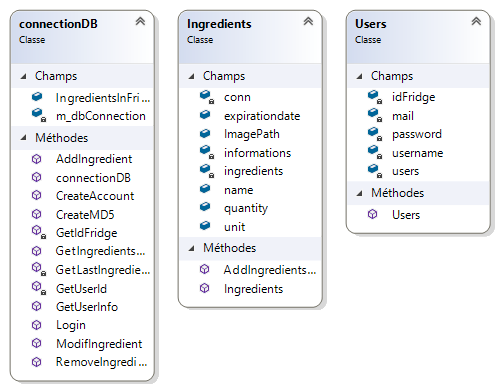 connectionDB
Classe
Champs
IngredientsInFri...
m_dbConnection
Méthodes
AddIngredient
connectionDB
CreateAccount
CreateMD5
GetIdFridge
GetIngredients...
GetLastIngredie...
GetUserId
GetUserInfo
Login
ModifIngredient
RemoveIngredi...
Ingredients
Classe
Champs
conn
expirationdate
ImagePath
informations
ingredients
name
quantity
unit
Méthodes
AddIngredients...
Ingredients
Users
Classe
Champs
idFridge
mail
password
username
users
Méthodes
Users